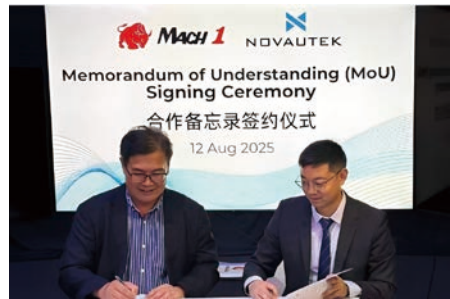 MACH 1
NOVAUTEK
Memorandum of Understanding (MoU)
Signing Ceremony
合作备忘录签约仪式
12 Aug 2025